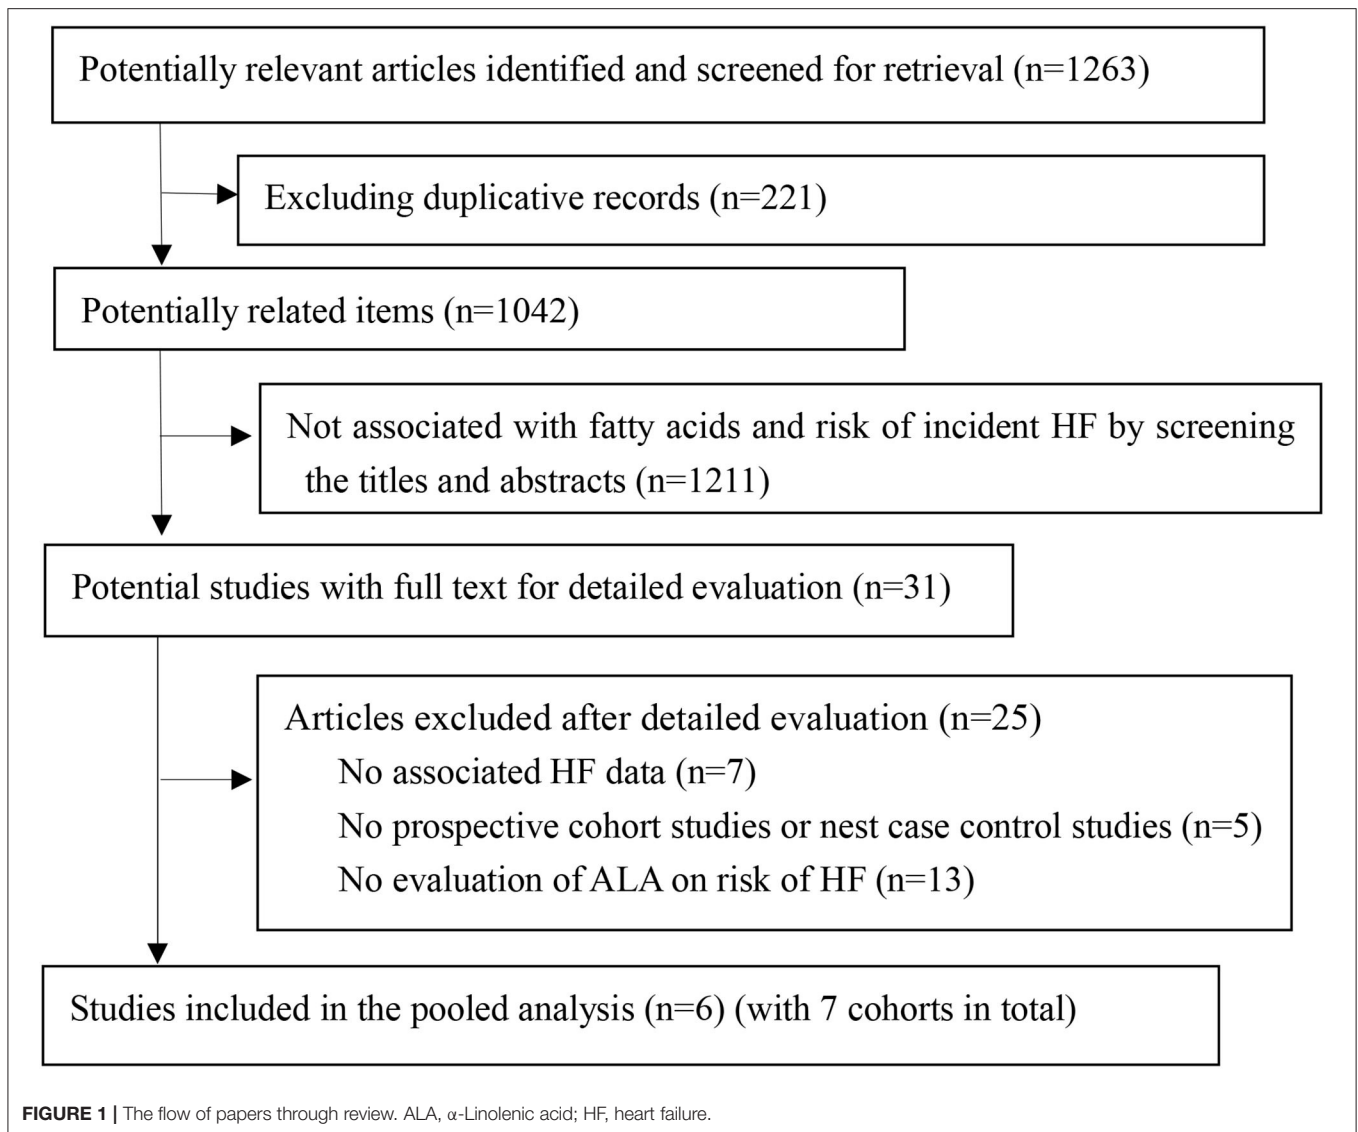 Potentially relevant articles identified and screened for retrieval (n=1263)
Excluding duplicative records (n=221)
Potentially related items (n=1042)
Not associated with fatty acids and risk of incident HF by screening
the titles and abstracts (n=1211)
Potential studies with full text for detailed evaluation (n=31)
Articles excluded after detailed evaluation (n=25)
No associated HF data (n=7)
No prospective cohort studies or nest case control studies (n=5)
No evaluation of ALA on risk of HF (n=13)
Studies included in the pooled analysis (n=6) (with 7 cohorts in total)
FIGURE 1 | The flow of papers through review. ALA, α-Linolenic acid; HF, heart failure.